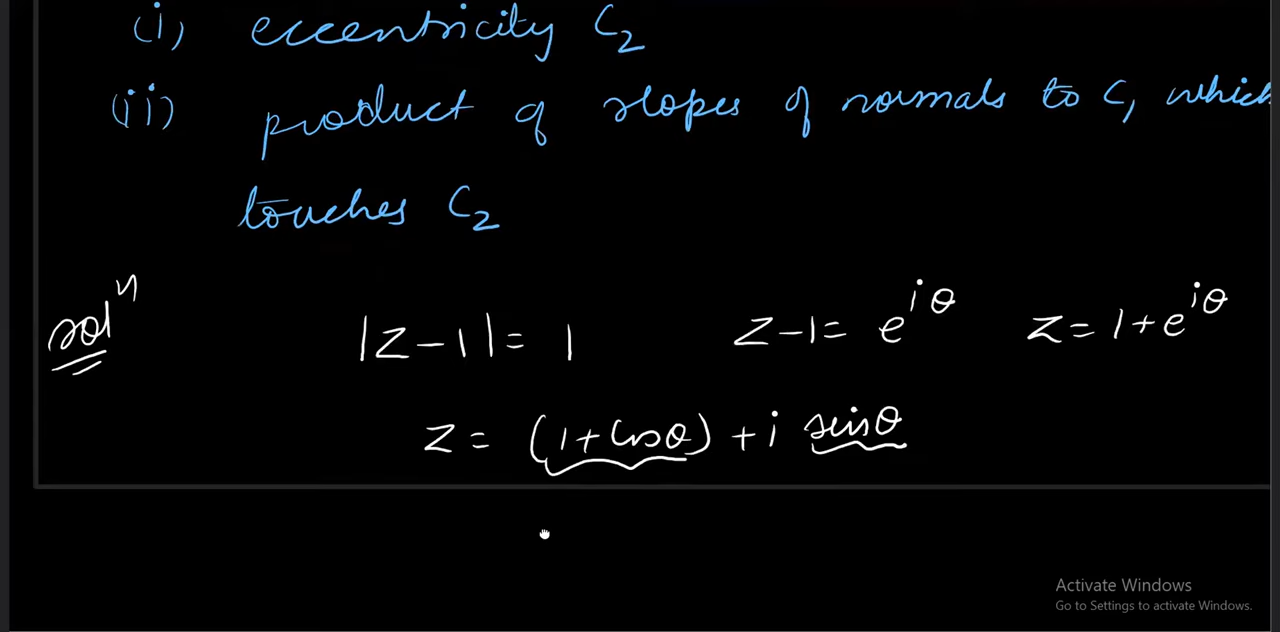 (i) eccentricity C₂
(ii) product of slopes of normals to C₁ which
touches C₂
solⁿ |z-1|= 1 z-1= e^{iθ} z= 1+e^{iθ}
z= (1+cosθ) + i sinθ
Activate Windows
Go to Settings to activate Windows.